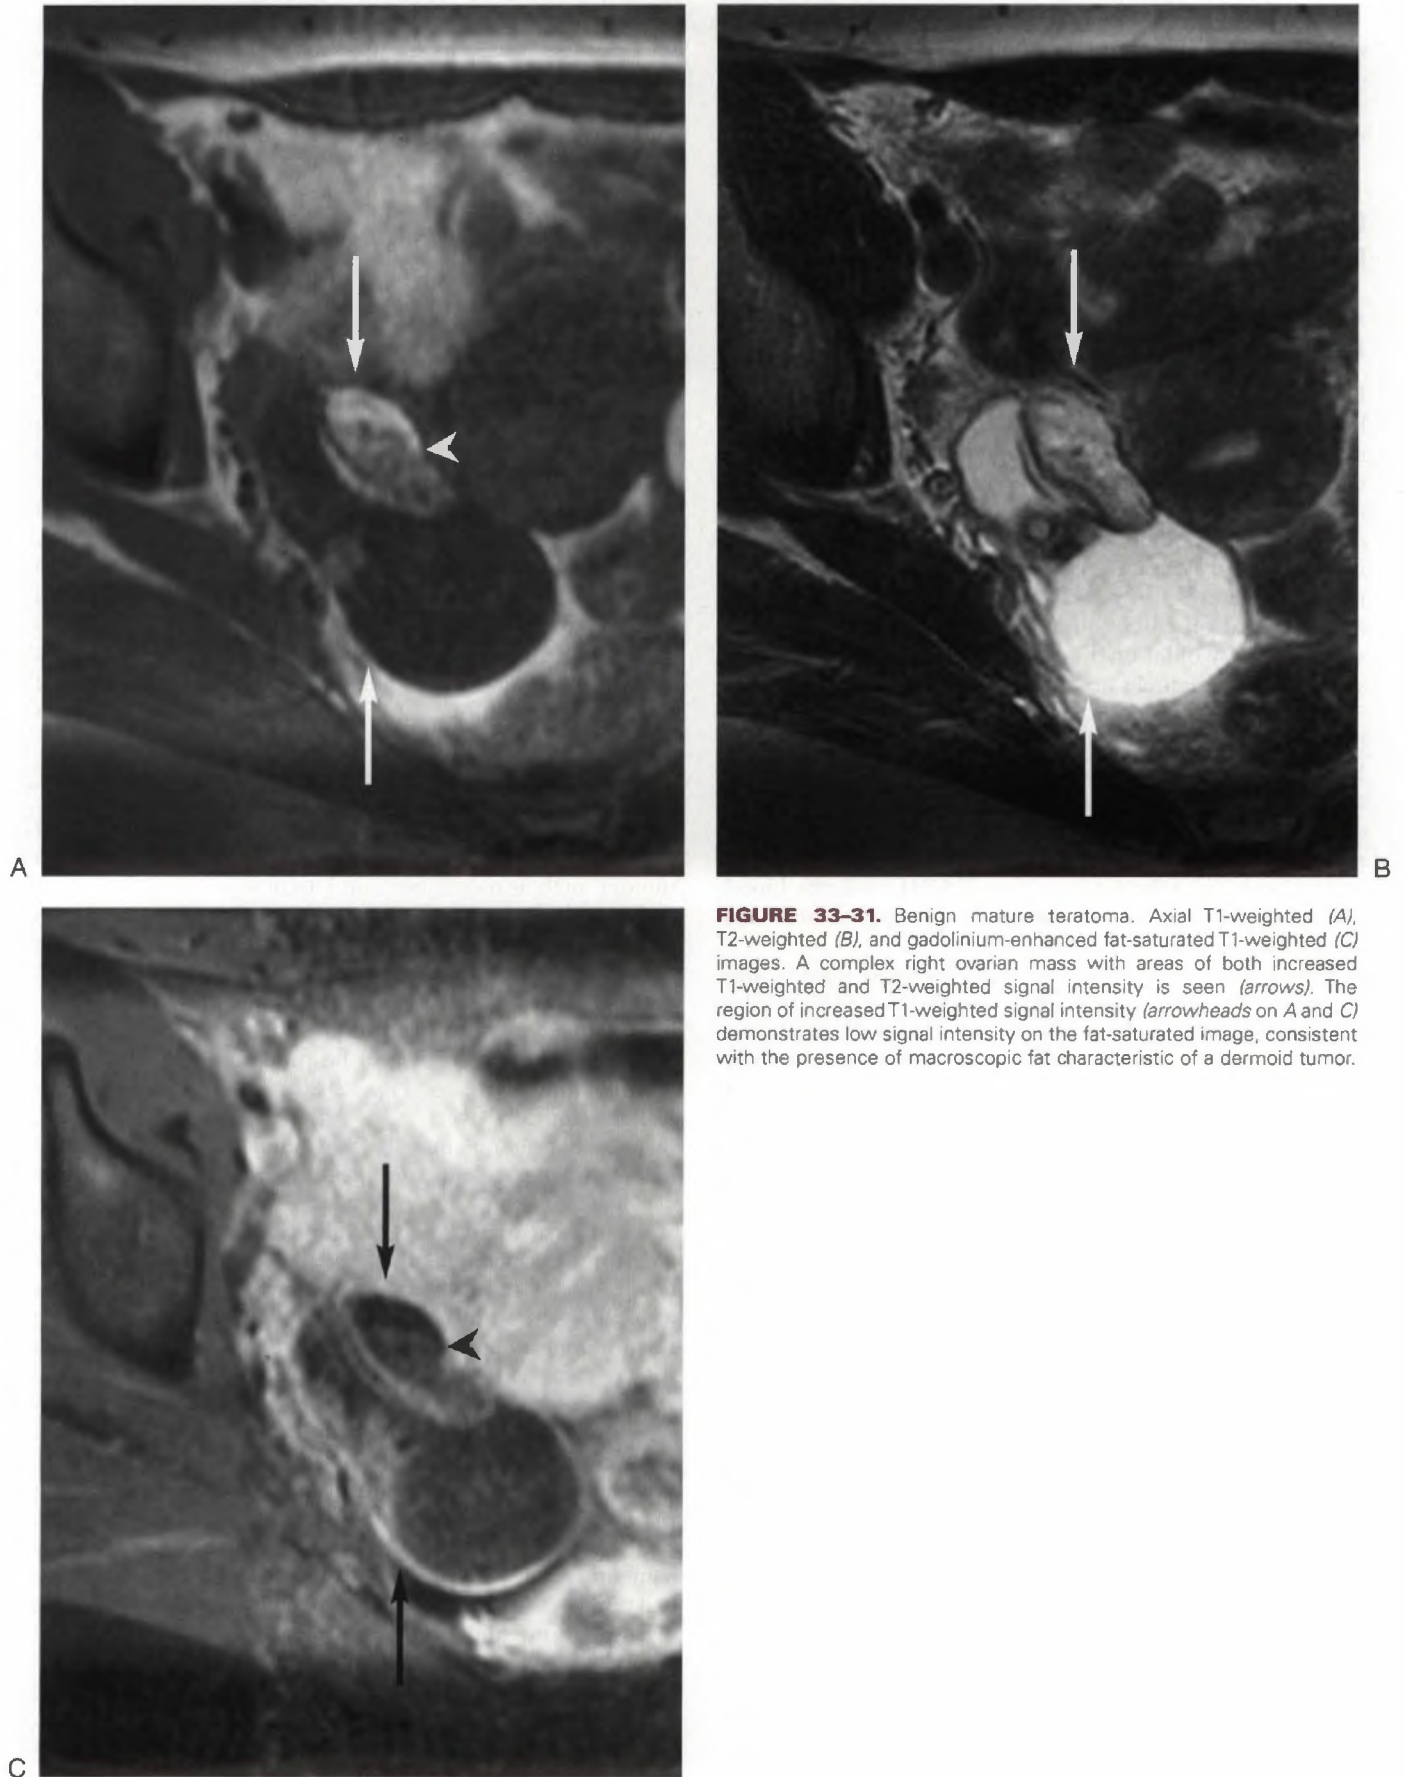 A
B
FIGURE 33–31. Benign mature teratoma. Axial T1-weighted (A),
T2-weighted (B), and gadolinium-enhanced fat-saturated T1-weighted (C)
images. A complex right ovarian mass with areas of both increased
T1-weighted and T2-weighted signal intensity is seen (arrows). The
region of increased T1-weighted signal intensity (arrowheads on A and C)
demonstrates low signal intensity on the fat-saturated image, consistent
with the presence of macroscopic fat characteristic of a dermoid tumor.
C